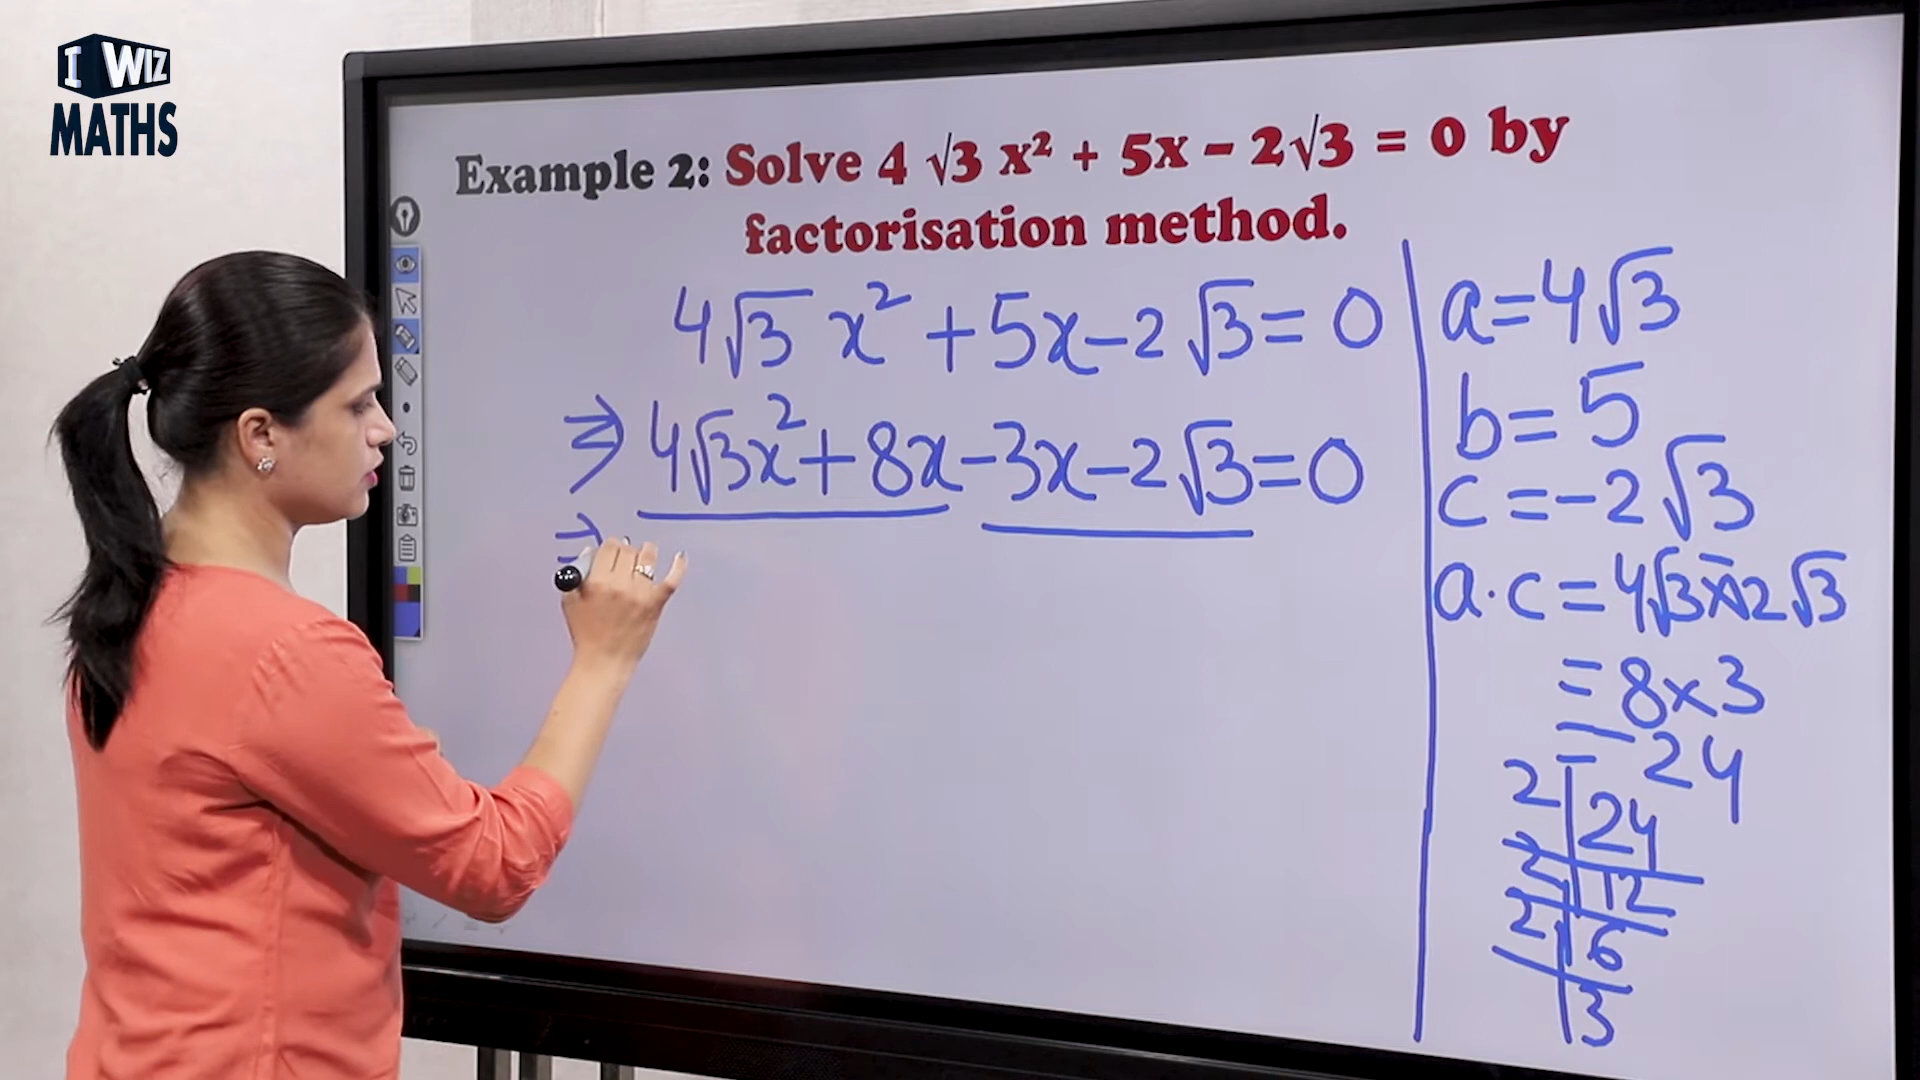 I WIZ
MATHS
Example 2: Solve 4 √3 x² + 5x – 2√3 = 0 by
factorisation method.
4√3 x² + 5x – 2√3 = 0
⇒ 4√3x² + 8x – 3x – 2√3 = 0
⇒
a = 4√3
b = 5
c = –2√3
a·c = 4√3 × –2√3
= 8×3
= –24
2 | 24
2 | 12
2 | 6
3